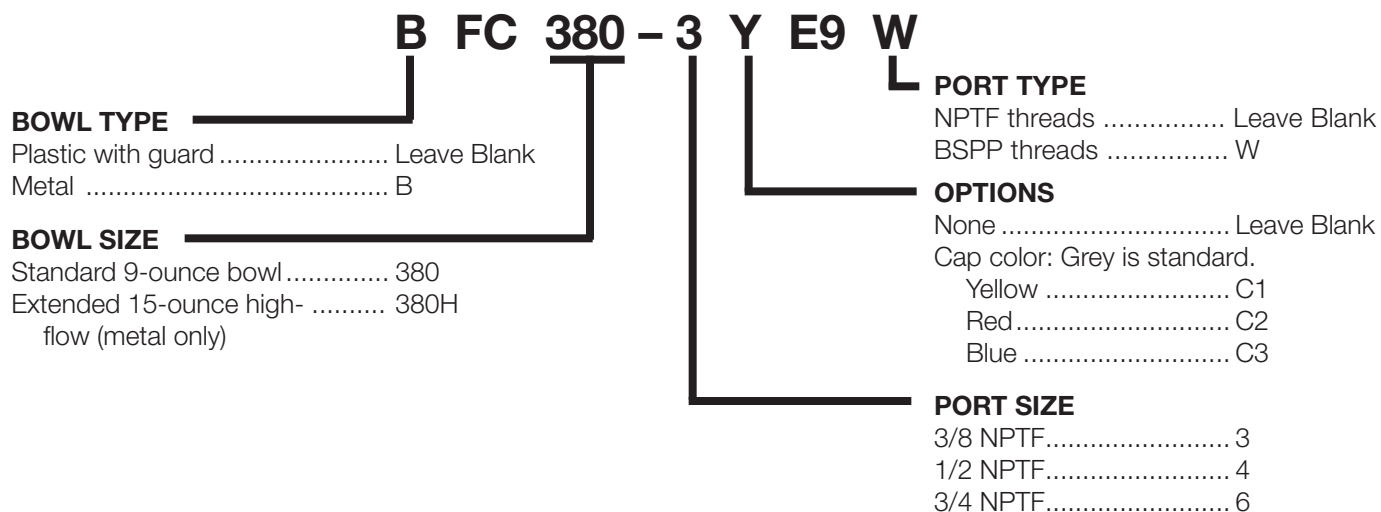 B FC 380 – 3 Y E9 W
BOWL TYPE
Plastic with guard ....................... Leave Blank
Metal ......................................... B
BOWL SIZE
Standard 9-ounce bowl .............. 380
Extended 15-ounce high- .......... 380H
flow (metal only)
PORT TYPE
NPTF threads ................ Leave Blank
BSPP threads ................ W
OPTIONS
None ............................... Leave Blank
Cap color: Grey is standard.
Yellow ......................... C1
Red ............................. C2
Blue ............................ C3
PORT SIZE
3/8 NPTF......................... 3
1/2 NPTF......................... 4
3/4 NPTF......................... 6